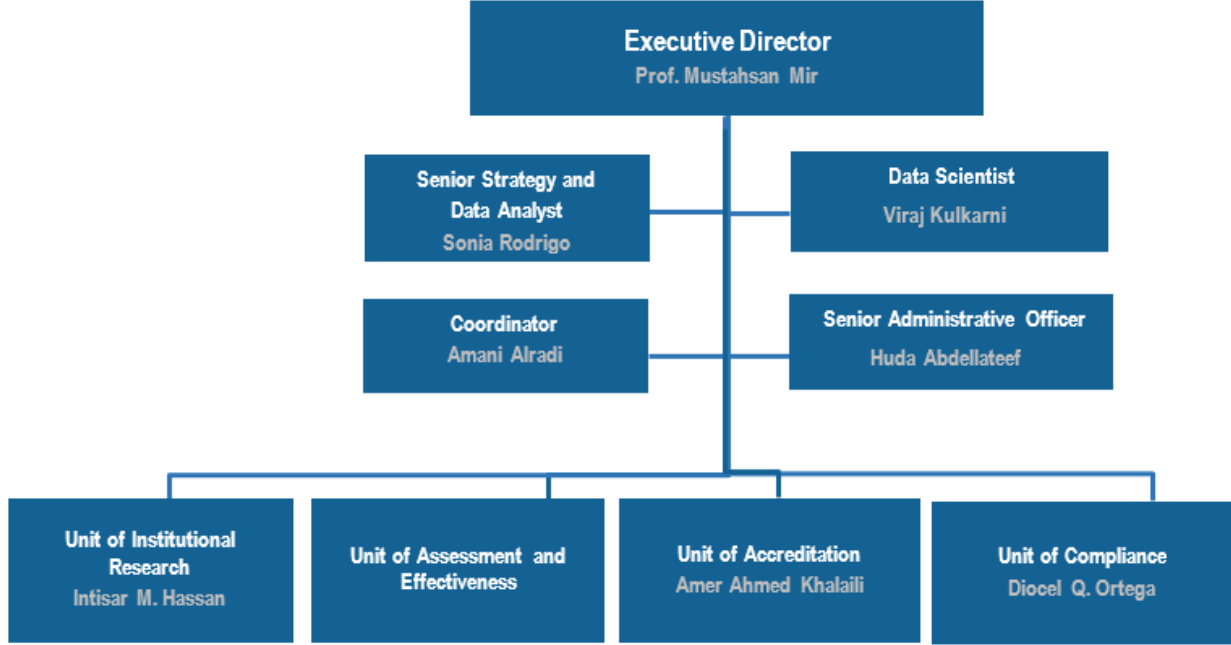 Executive Director
Prof. Mustahsan Mir
Senior Strategy and
Data Analyst
Sonia Rodrigo
Data Scientist
Viraj Kulkarni
Coordinator
Amani Alradi
Senior Administrative Officer
Huda Abdellateef
Unit of Institutional
Research
Intisar M. Hassan
Unit of Assessment and
Effectiveness
Unit of Accreditation
Amer Ahmed Khalaili
Unit of Compliance
Diocel Q. Ortega